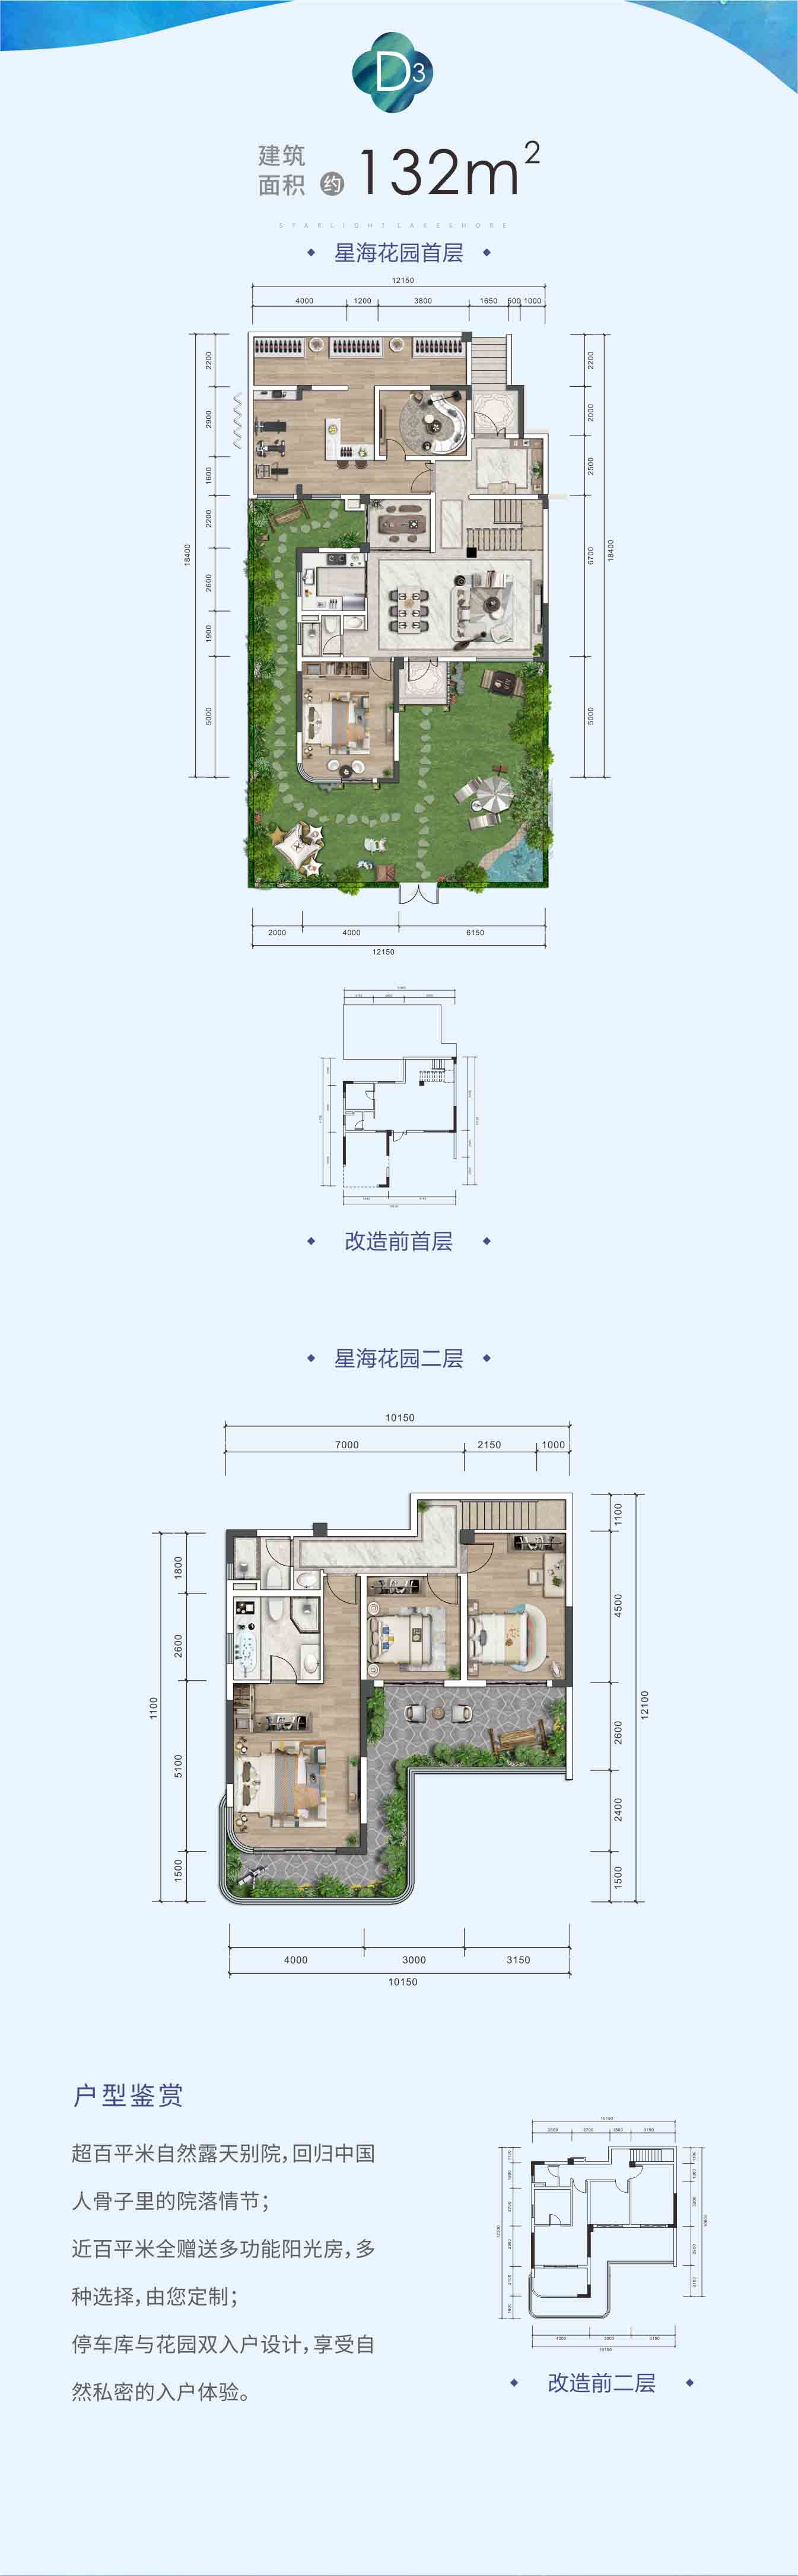 D3
建筑
面积 约 132m²
STARLIGHT LAKESHORE
星海花园首层
12150
4000 1200 3800 1650 500 1000
2200
2900
1600
2200
2600
1900
5000
18400
2200
2000
2500
6700
5000
18400
2000 4000 6150
12150
改造前首层
星海花园二层
10150
7000 2150 1000
1800
2600
5100
1500
1100
1100
4500
2600
2400
1500
12100
4000 3000 3150
10150
户型鉴赏
超百平米自然露天别院，回归中国
人骨子里的院落情节；
近百平米全赠送多功能阳光房，多
种选择，由您定制；
停车库与花园双入户设计，享受自
然私密的入户体验。
改造前二层